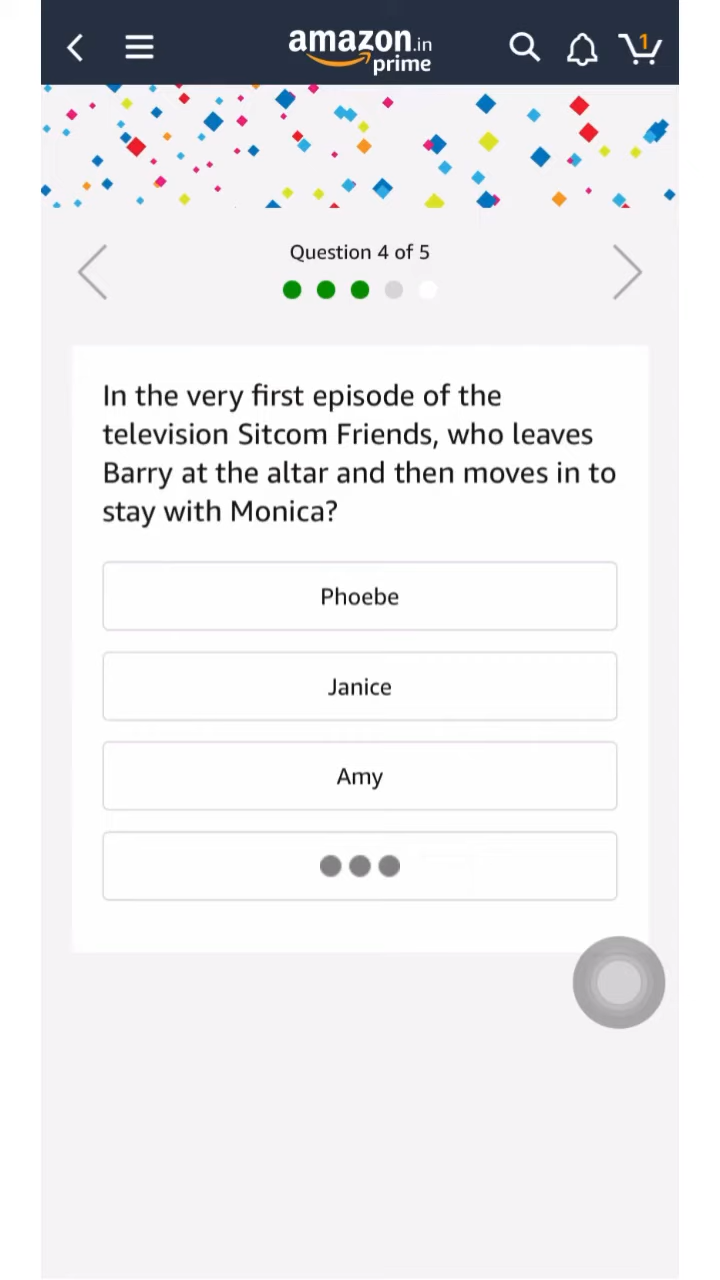 amazon.in
prime
1
Question 4 of 5
In the very first episode of the
television Sitcom Friends, who leaves
Barry at the altar and then moves in to
stay with Monica?
Phoebe
Janice
Amy